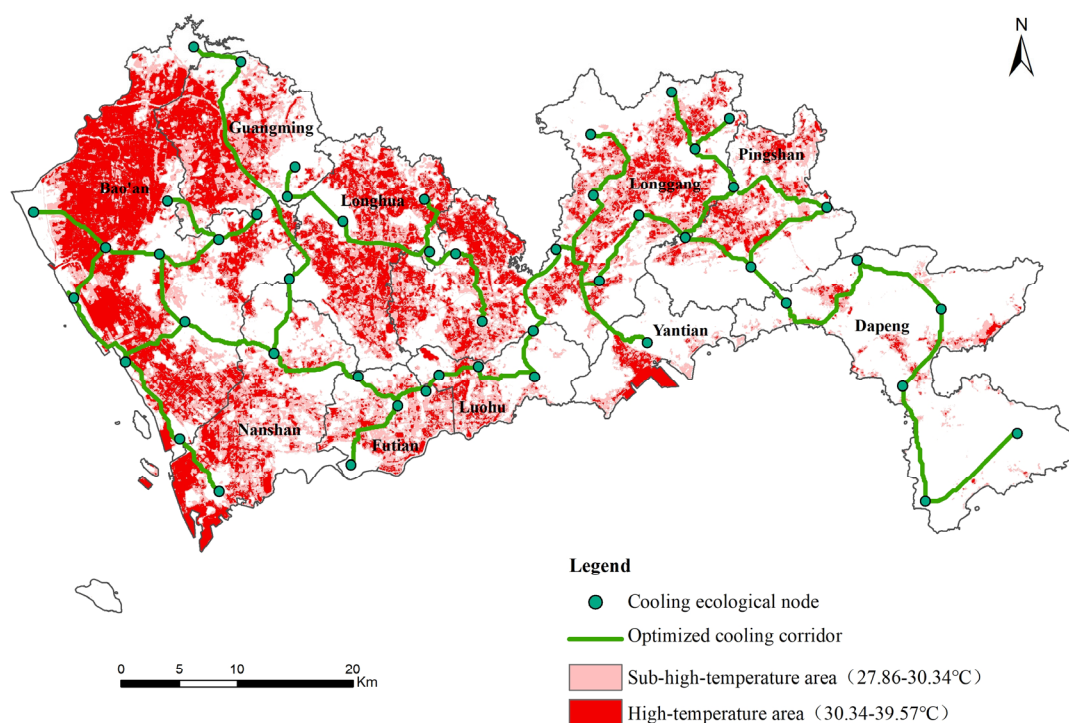 N
Guangming
Pingshan
Bao'an
Longhua
Longgang
Yantian
Dapeng
Luohu
Nanshan
Futian
Legend
Cooling ecological node
Optimized cooling corridor
Sub-high-temperature area（27.86-30.34℃）
High-temperature area（30.34-39.57℃）
0 5 10 20
Km